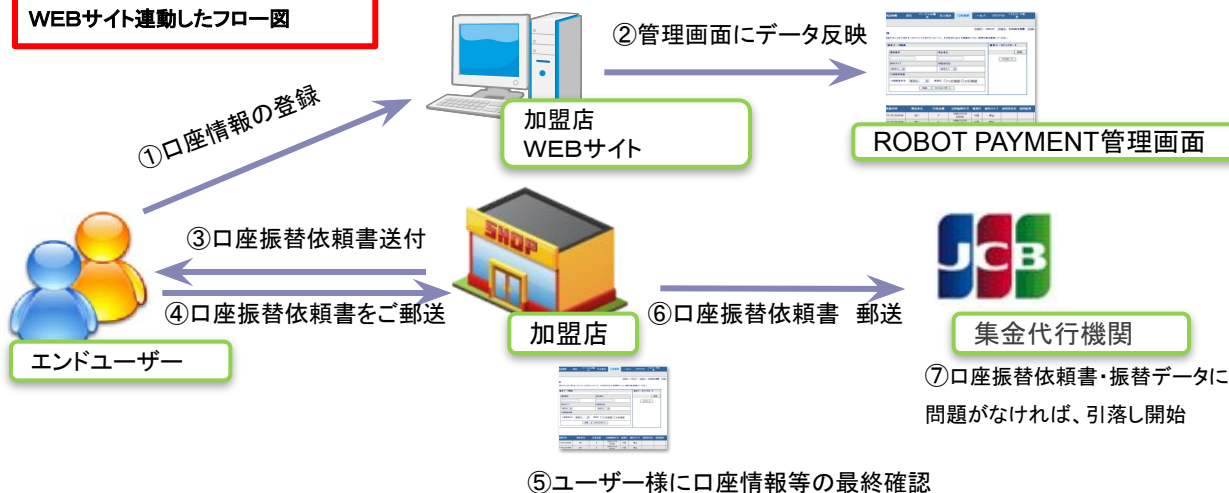 WEBサイト連動したフロー図
②管理画面にデータ反映
①口座情報の登録
加盟店
WEBサイト
ROBOT PAYMENT管理画面
③口座振替依頼書送付
SHOP
JCB
④口座振替依頼書をご郵送
⑥口座振替依頼書 郵送
エンドユーザー
加盟店
集金代行機関
⑦口座振替依頼書・振替データに
問題がなければ、引落し開始
⑤ユーザー様に口座情報等の最終確認